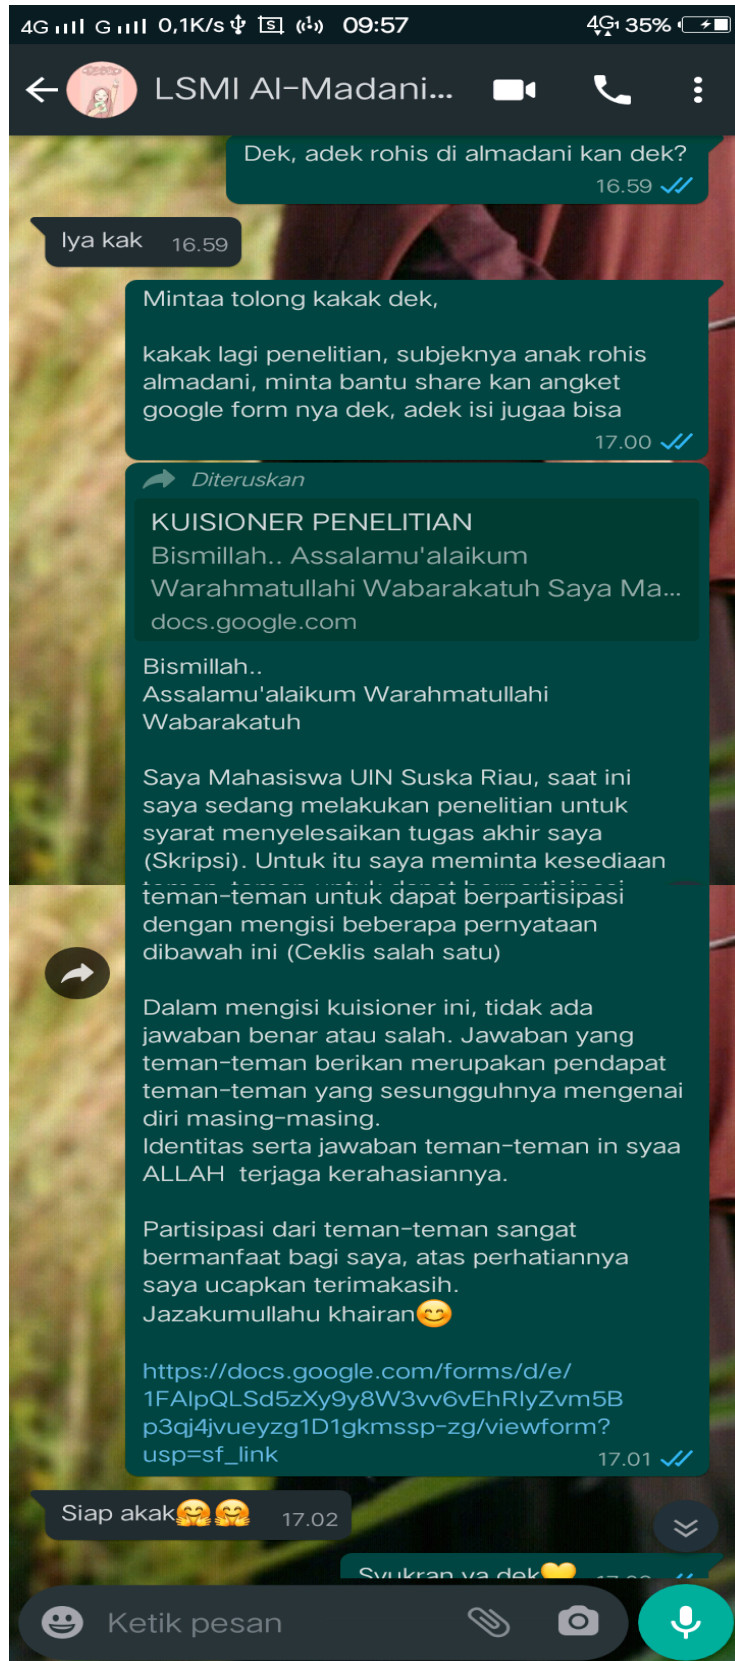 4G G 0,1K/s 09:57 4G 35%
LSMI Al-Madani...
Dek, adek rohis di almadani kan dek?
16.59
Iya kak 16.59
Mintaa tolong kakak dek,
kakak lagi penelitian, subjeknya anak rohis
almadani, minta bantu share kan angket
google form nya dek, adek isi jugaa bisa
17.00
Diteruskan
KUISIONER PENELITIAN
Bismillah.. Assalamu'alaikum
Warahmatullahi Wabarakatuh Saya Ma...
docs.google.com
Bismillah..
Assalamu'alaikum Warahmatullahi
Wabarakatuh
Saya Mahasiswa UIN Suska Riau, saat ini
saya sedang melakukan penelitian untuk
syarat menyelesaikan tugas akhir saya
(Skripsi). Untuk itu saya meminta kesediaan
teman-teman untuk dapat berpartisipasi
dengan mengisi beberapa pernyataan
dibawah ini (Ceklis salah satu)
Dalam mengisi kuisioner ini, tidak ada
jawaban benar atau salah. Jawaban yang
teman-teman berikan merupakan pendapat
teman-teman yang sesungguhnya mengenai
diri masing-masing.
Identitas serta jawaban teman-teman in syaa
ALLAH terjaga kerahasiannya.
Partisipasi dari teman-teman sangat
bermanfaat bagi saya, atas perhatiannya
saya ucapkan terimakasih.
Jazakumullahu khairan😊
https://docs.google.com/forms/d/e/
1FAIpQLSd5zXy9y8W3vv6vEhRIyZvm5B
p3qj4jvueyzg1D1gkmssp-zg/viewform?
usp=sf_link
17.01
Siap akak🤗🤗 17.02
Syukran ya dek💛
Ketik pesan